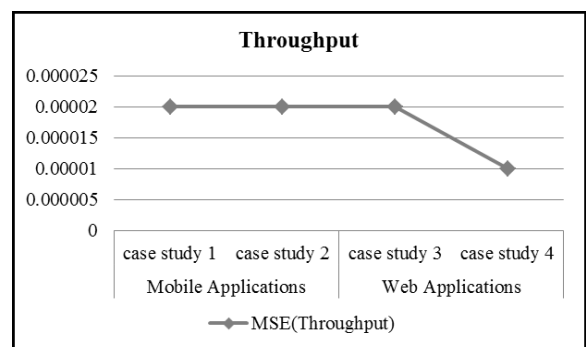 Throughput
0.000025
0.00002
0.000015
0.00001
0.000005
0
case study 1 case study 2 case study 3 case study 4
Mobile Applications Web Applications
MSE(Throughput)